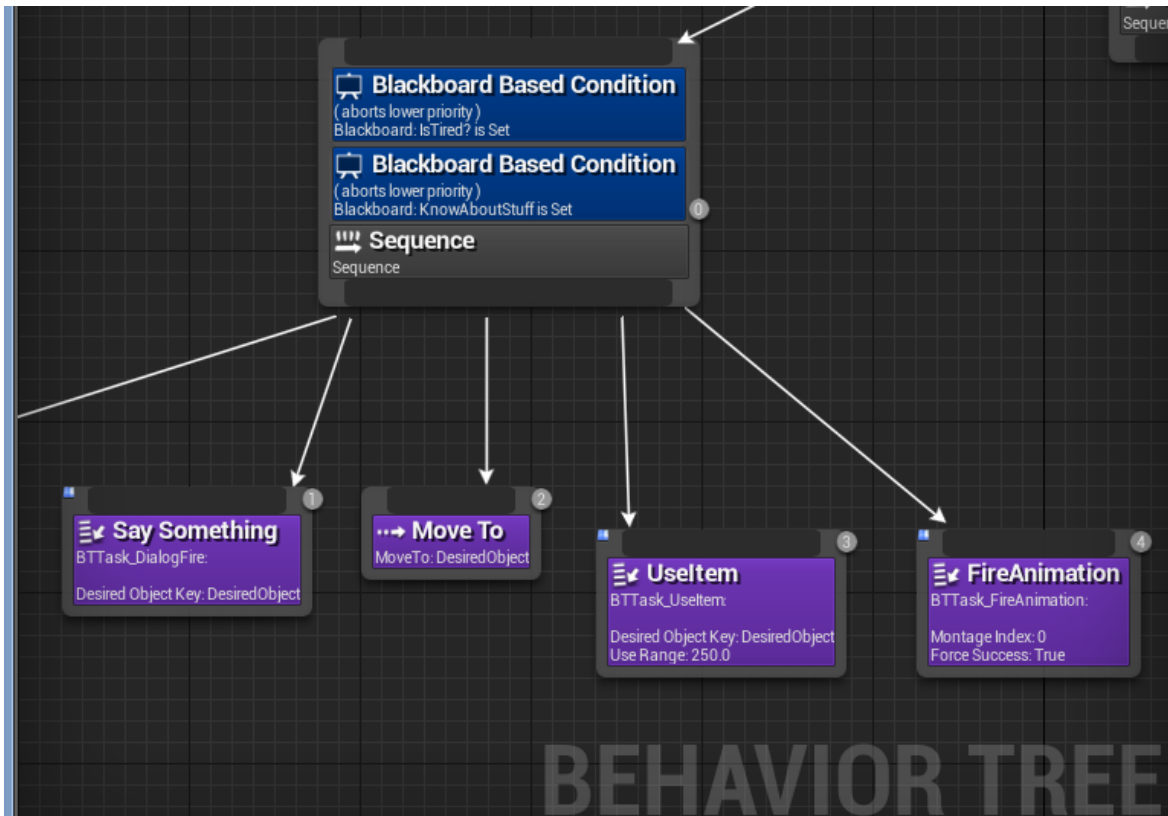 Seque
Blackboard Based Condition
( aborts lower priority )
Blackboard: IsTired? is Set
Blackboard Based Condition
( aborts lower priority )
Blackboard: KnowAboutStuff is Set
0
Sequence
Sequence
1
Say Something
BTTask_DialogFire:
Desired Object Key: DesiredObject
2
Move To
MoveTo: DesiredObject
3
UseItem
BTTask_UseItem:
Desired Object Key: DesiredObject
Use Range: 250.0
4
FireAnimation
BTTask_FireAnimation:
Montage Index: 0
Force Success: True
BEHAVIOR TREE